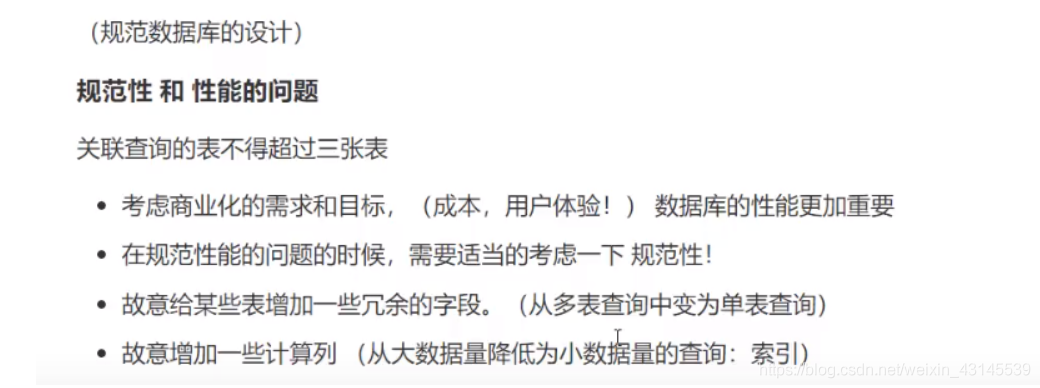 （规范数据库的设计）
规范性 和 性能的问题
关联查询的表不得超过三张表
• 考虑商业化的需求和目标，（成本，用户体验！） 数据库的性能更加重要
• 在规范性能的问题的时候，需要适当的考虑一下 规范性！
• 故意给某些表增加一些冗余的字段。（从多表查询中变为单表查询）
• 故意增加一些计算列 （从大数据量降低为小数据量的查询：索引）
https://blog.csdn.net/weixin_43145539